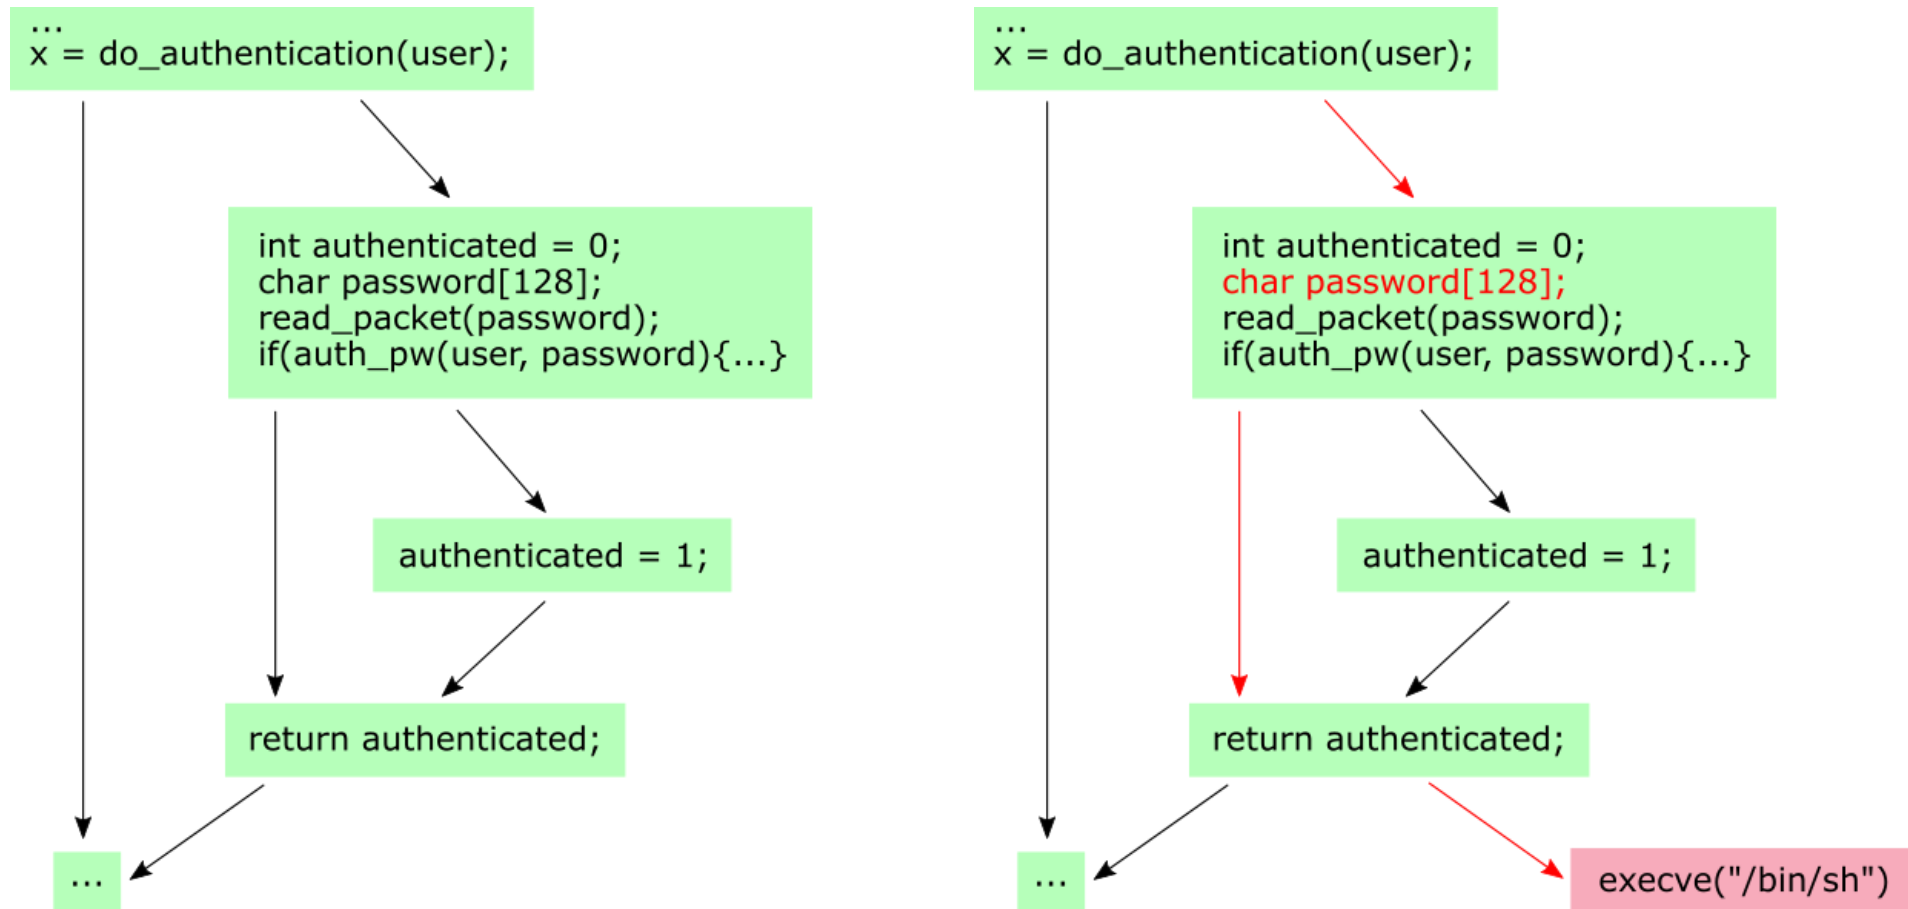 ...
x = do_authentication(user);
int authenticated = 0;
char password[128];
read_packet(password);
if(auth_pw(user, password){...}
authenticated = 1;
return authenticated;
...
...
x = do_authentication(user);
int authenticated = 0;
char password[128];
read_packet(password);
if(auth_pw(user, password){...}
authenticated = 1;
return authenticated;
...
execve("/bin/sh")